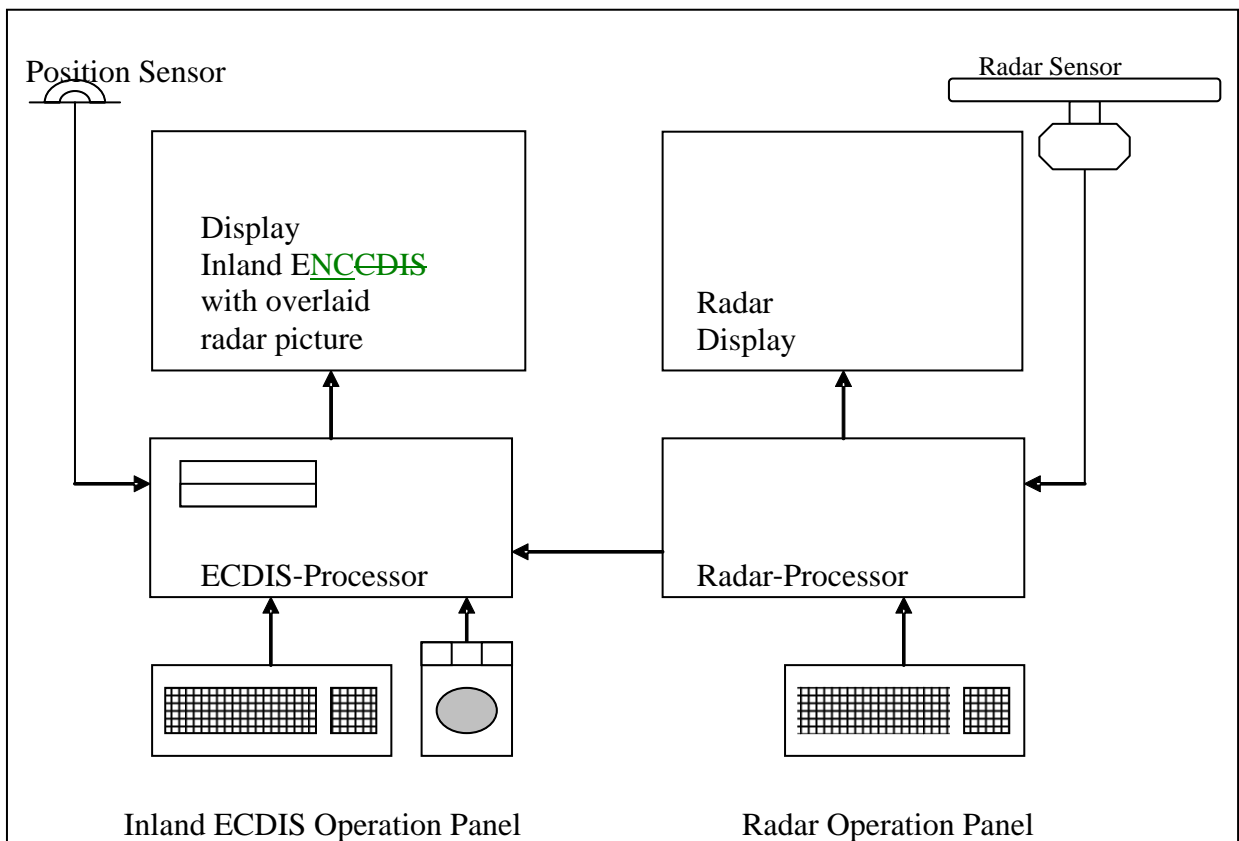 Position Sensor
Radar Sensor
Display
Inland ENCCDIS
with overlaid
radar picture
Radar
Display
ECDIS-Processor
Radar-Processor
Inland ECDIS Operation Panel
Radar Operation Panel